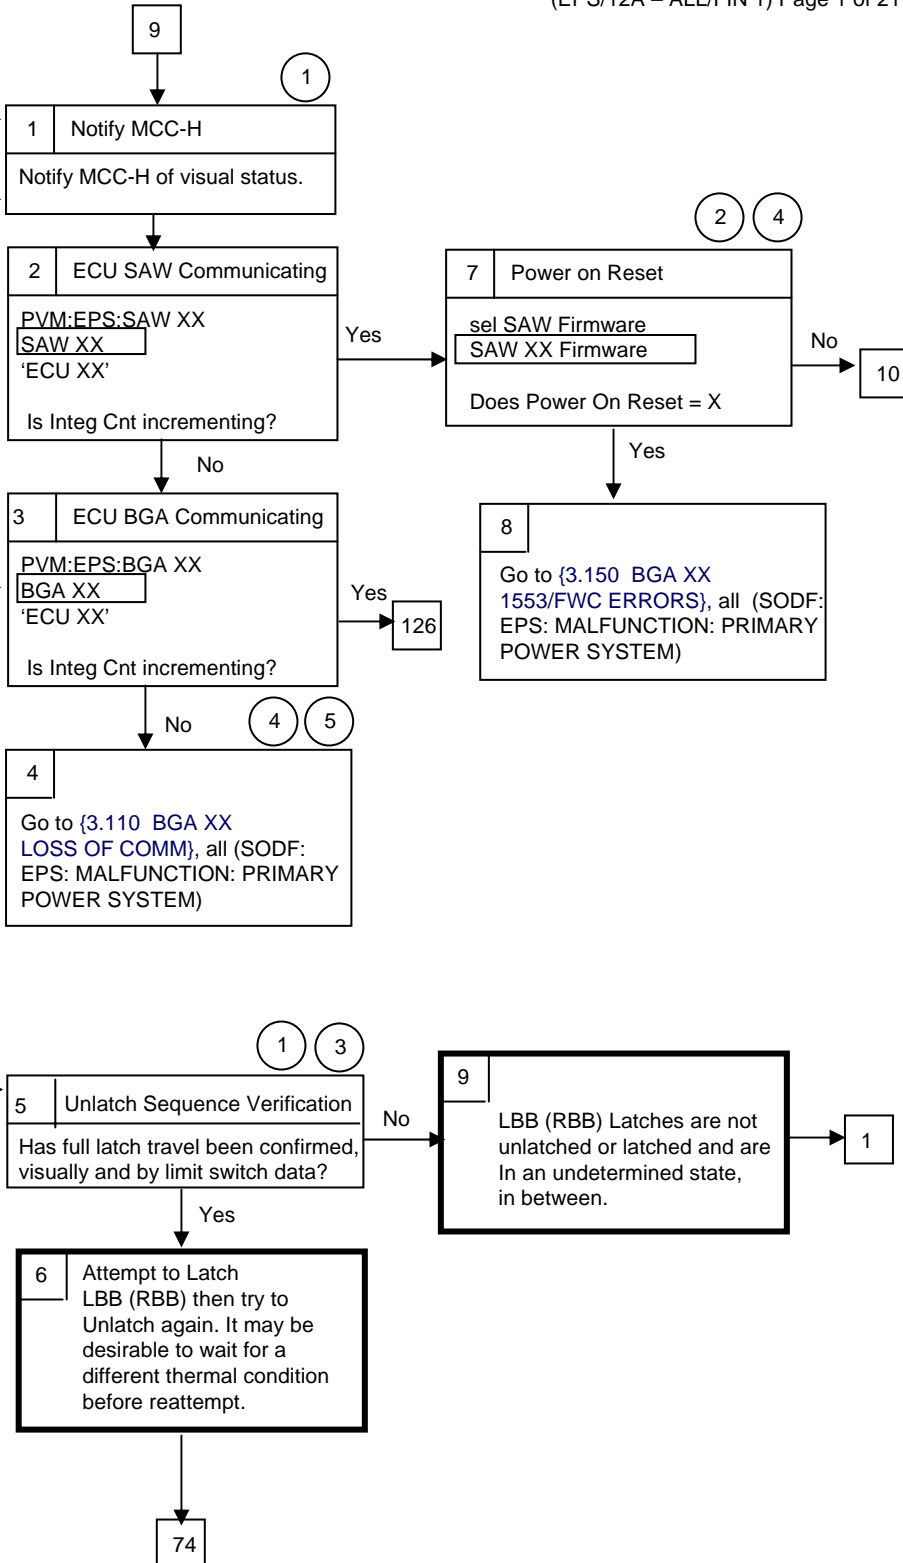 (EPS/12A – ALL/FIN 1) Page 1 of 21
9
1
1 Notify MCC-H
Notify MCC-H of visual status.
2 ECU SAW Communicating
PVM:EPS:SAW XX
SAW XX
‘ECU XX’
Is Integ Cnt incrementing?
Yes
No
2 4
7 Power on Reset
sel SAW Firmware
SAW XX Firmware
Does Power On Reset = X
No
10
Yes
8
Go to {3.150 BGA XX
1553/FWC ERRORS}, all (SODF:
EPS: MALFUNCTION: PRIMARY
POWER SYSTEM)
3 ECU BGA Communicating
PVM:EPS:BGA XX
BGA XX
‘ECU XX’
Is Integ Cnt incrementing?
Yes
126
No
4 5
4
Go to {3.110 BGA XX
LOSS OF COMM}, all (SODF:
EPS: MALFUNCTION: PRIMARY
POWER SYSTEM)
1 3
5 Unlatch Sequence Verification
Has full latch travel been confirmed,
visually and by limit switch data?
No
Yes
9
LBB (RBB) Latches are not
unlatched or latched and are
In an undetermined state,
in between.
1
6 Attempt to Latch
LBB (RBB) then try to
Unlatch again. It may be
desirable to wait for a
different thermal condition
before reattempt.
74